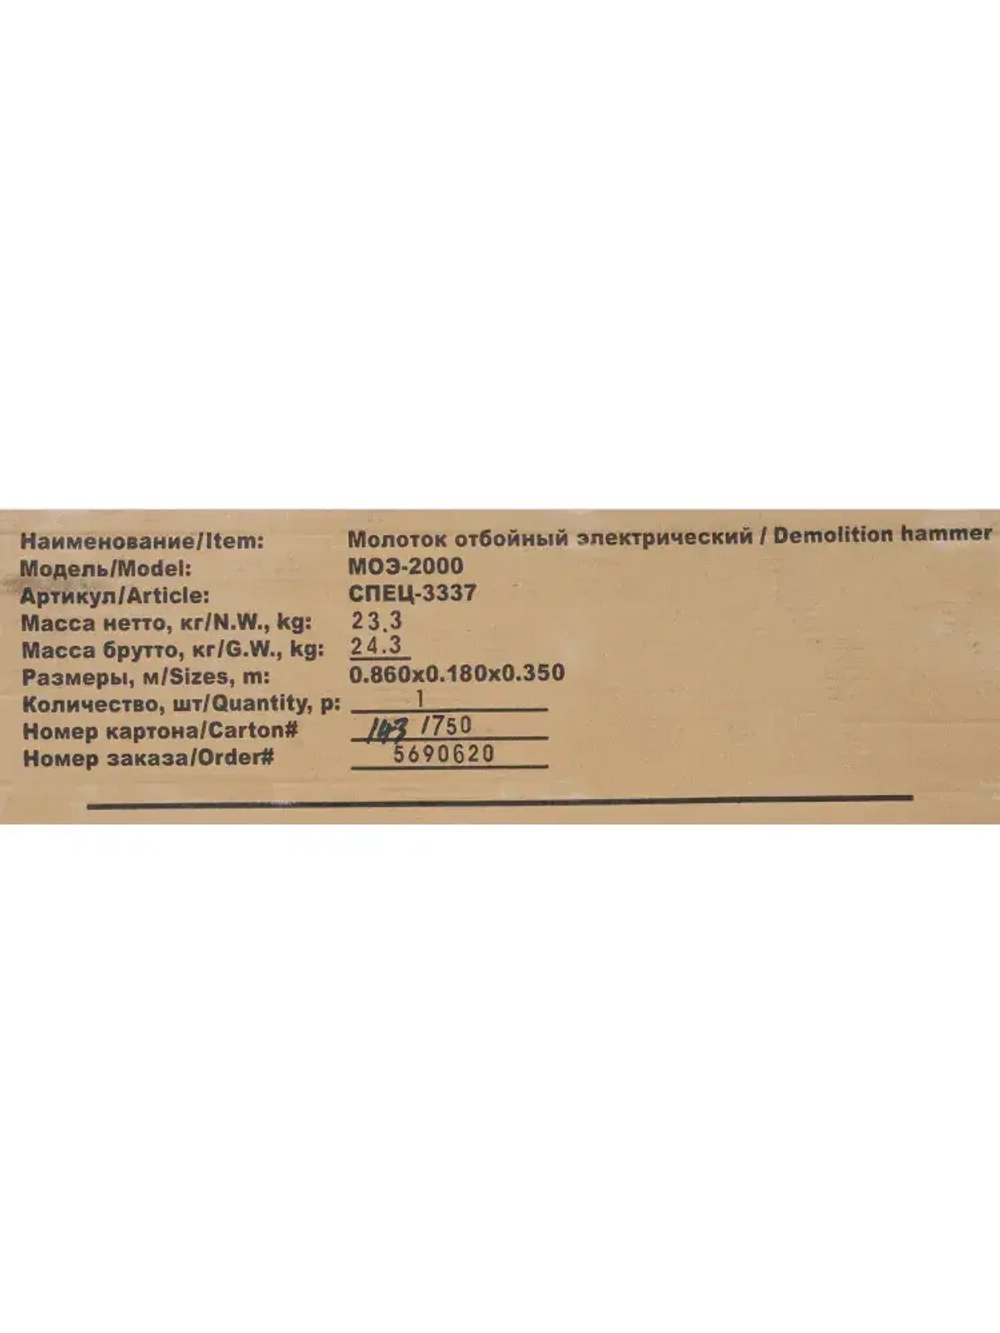 Наименование/Item: Молоток отбойный электрический / Demolition hammer
Модель/Model: МОЭ-2000
Артикул/Article: СПЕЦ-3337
Масса нетто, кг/N.W., kg: 23.3
Масса брутто, кг/G.W., kg: 24.3
Размеры, м/Sizes, m: 0.860x0.180x0.350
Количество, шт/Quantity, p: 1
Номер картона/Carton# 143 /750
Номер заказа/Order# 5690620